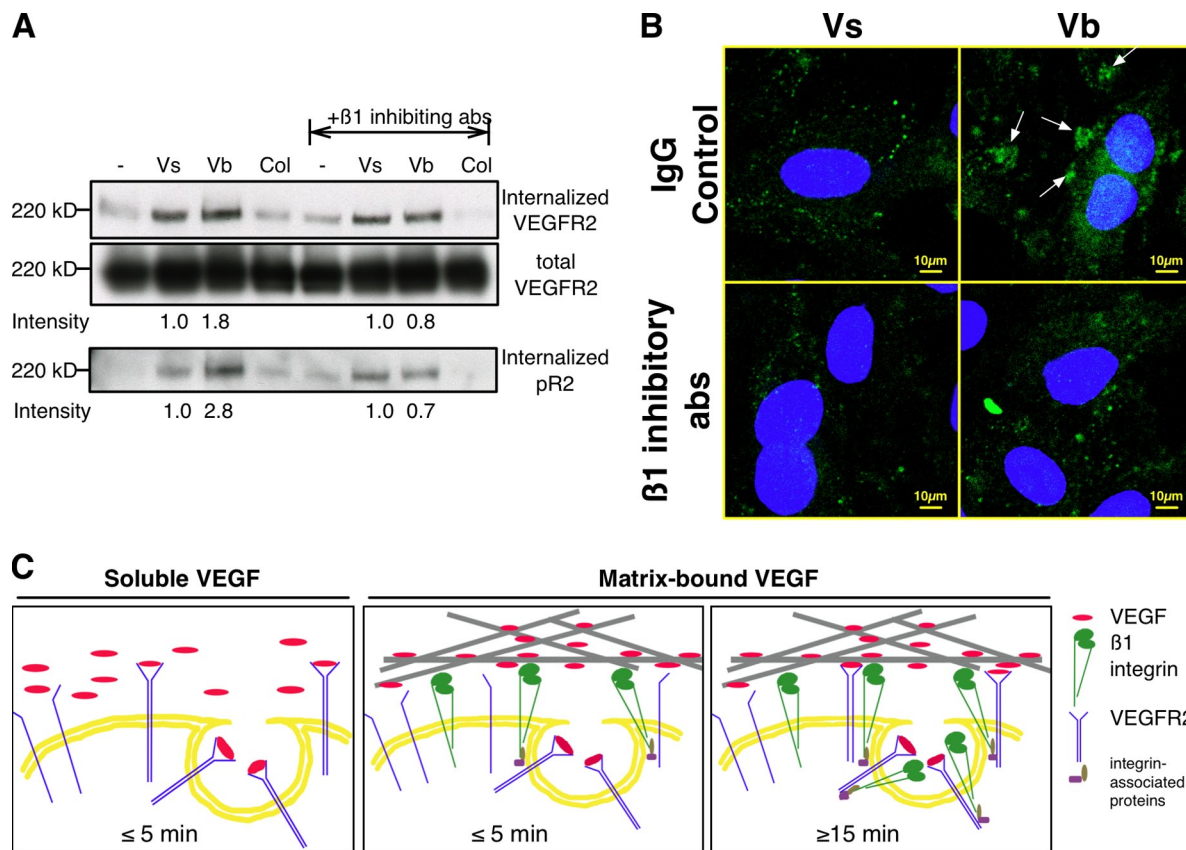 A
+ß1 inhibiting abs
- Vs Vb Col - Vs Vb Col
220 kD
Internalized
VEGFR2
220 kD
total
VEGFR2
Intensity 1.0 1.8 1.0 0.8
220 kD
Internalized
pR2
Intensity 1.0 2.8 1.0 0.7
B
Vs Vb
IgG
Control
10µm 10µm
ß1 inhibitory
abs
10µm 10µm
C
Soluble VEGF
Matrix-bound VEGF
≤ 5 min
≤ 5 min
≥15 min
VEGF
ß1
integrin
VEGFR2
integrin-
associated
proteins